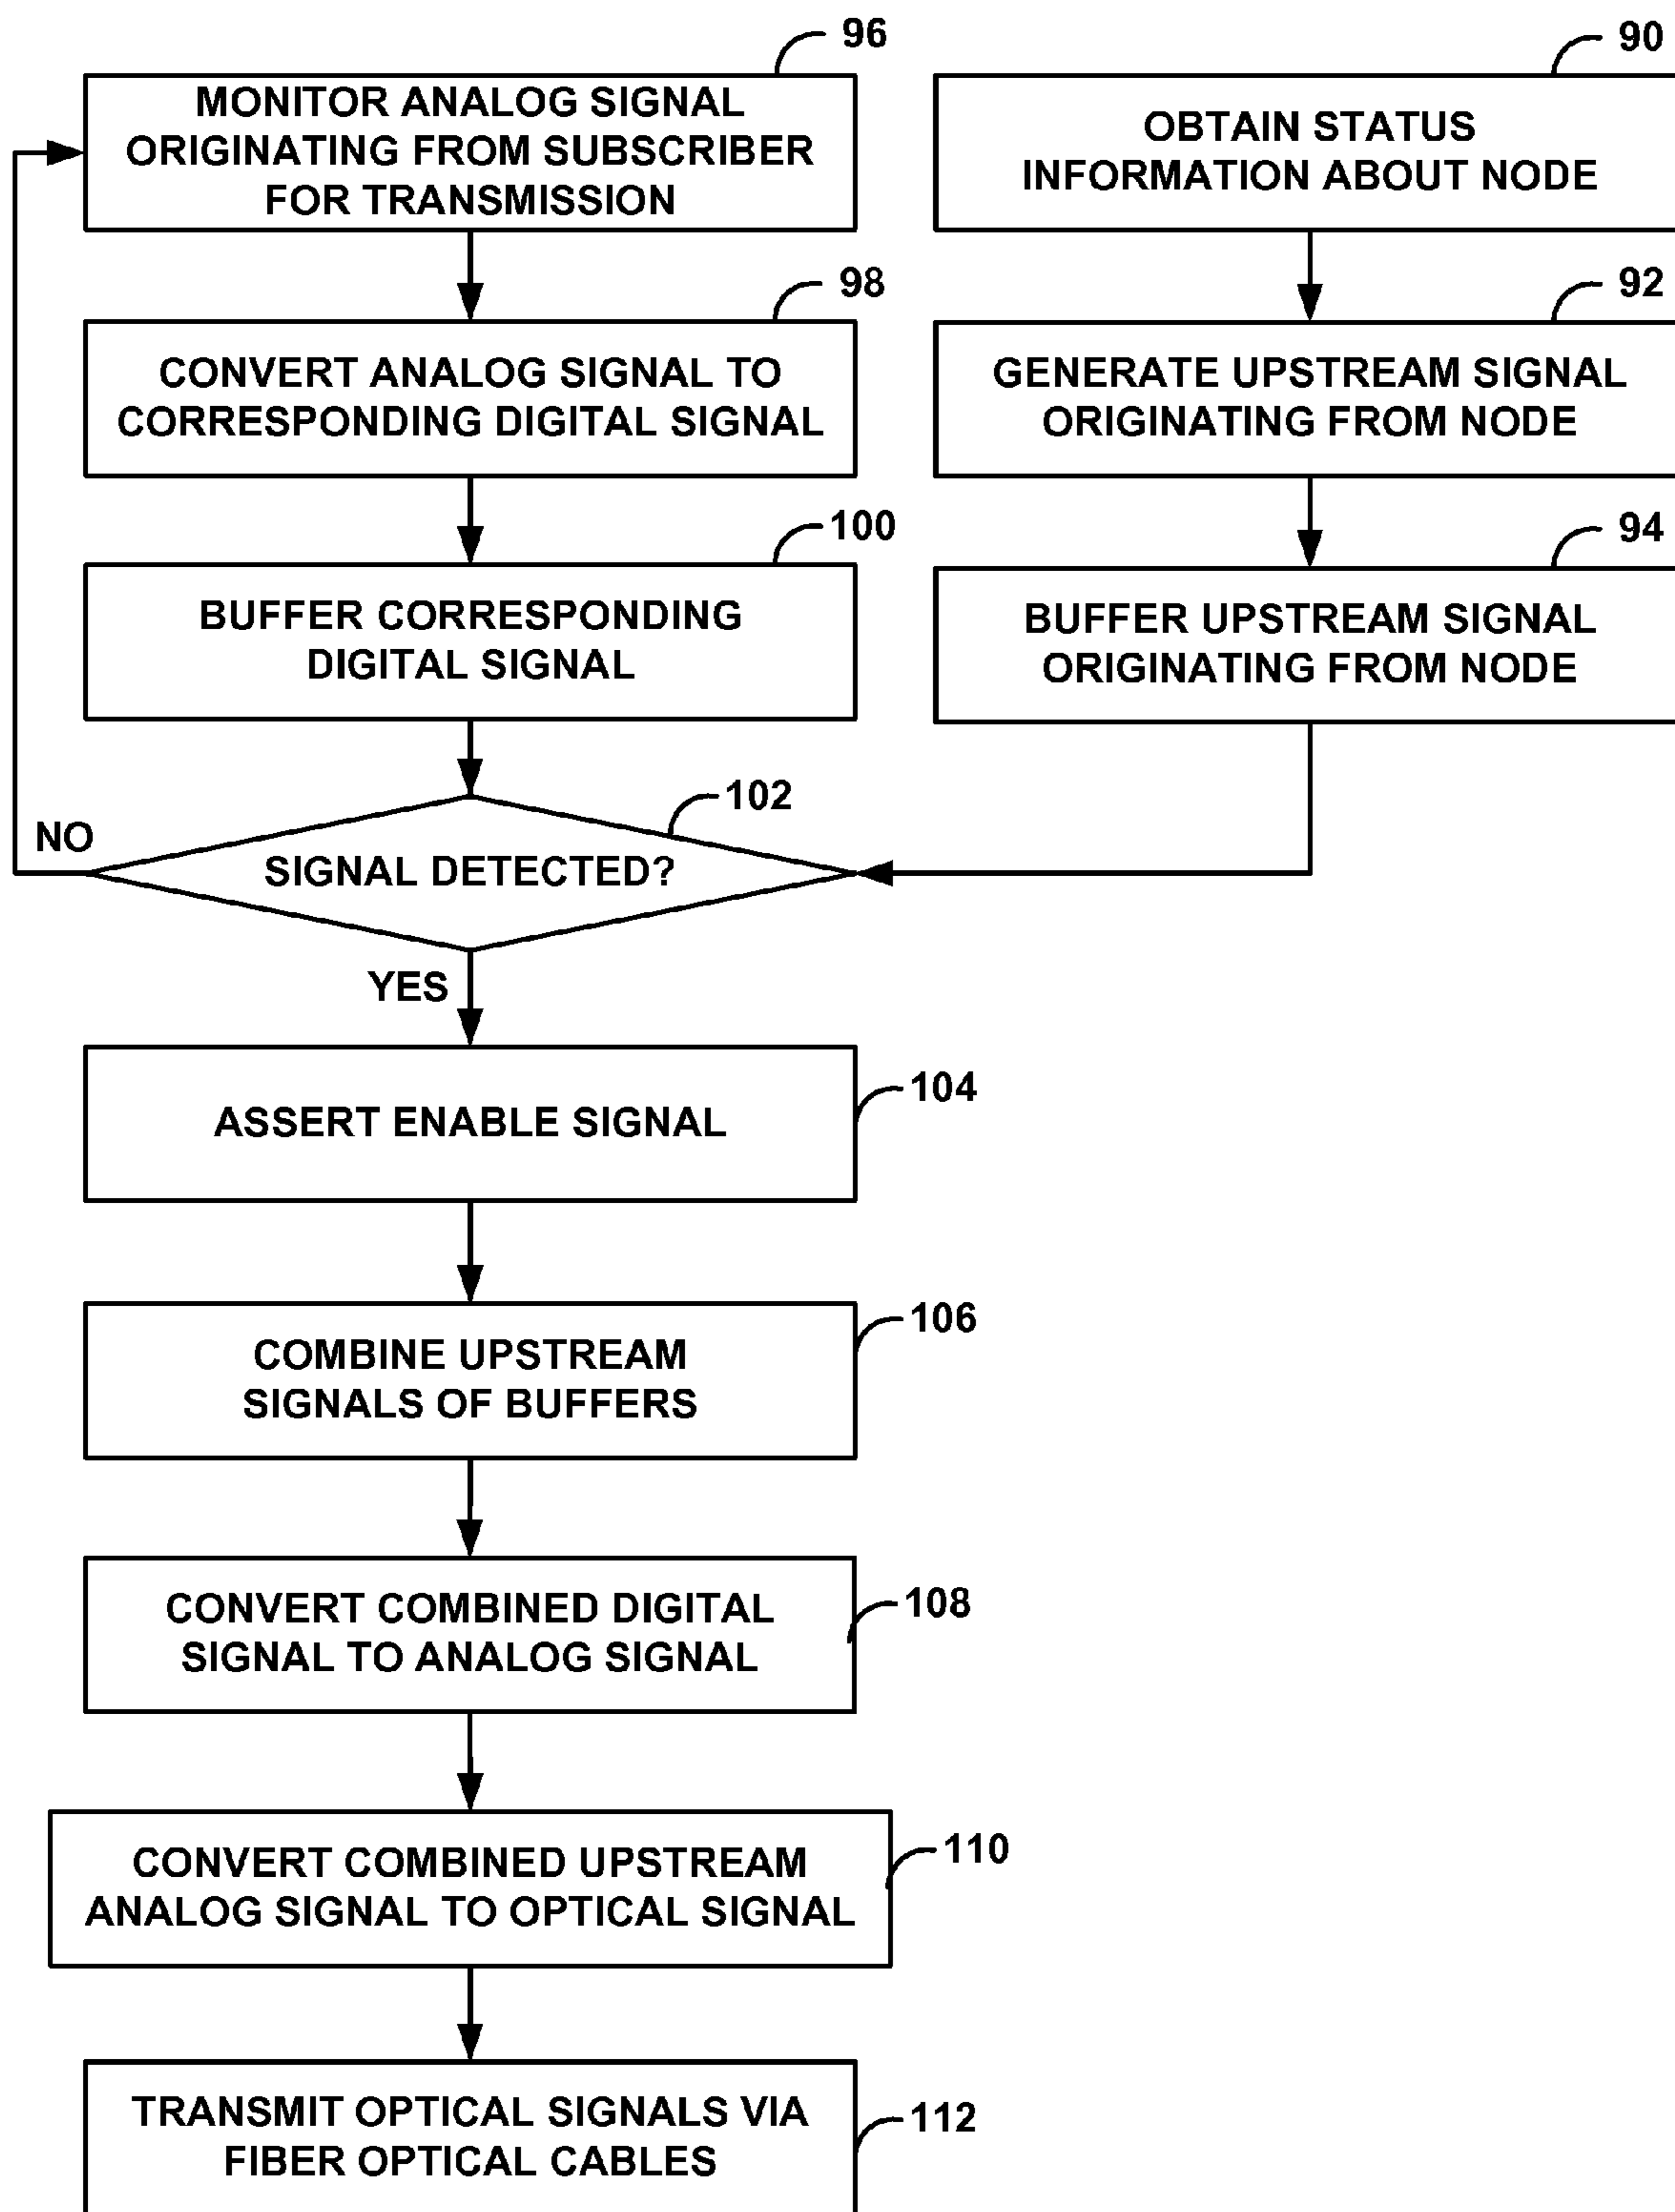 96
MONITOR ANALOG SIGNAL
ORIGINATING FROM SUBSCRIBER
FOR TRANSMISSION
90
OBTAIN STATUS
INFORMATION ABOUT NODE
98
CONVERT ANALOG SIGNAL TO
CORRESPONDING DIGITAL SIGNAL
92
GENERATE UPSTREAM SIGNAL
ORIGINATING FROM NODE
100
BUFFER CORRESPONDING
DIGITAL SIGNAL
94
BUFFER UPSTREAM SIGNAL
ORIGINATING FROM NODE
102
NO
SIGNAL DETECTED?
YES
104
ASSERT ENABLE SIGNAL
106
COMBINE UPSTREAM
SIGNALS OF BUFFERS
108
CONVERT COMBINED DIGITAL
SIGNAL TO ANALOG SIGNAL
110
CONVERT COMBINED UPSTREAM
ANALOG SIGNAL TO OPTICAL SIGNAL
112
TRANSMIT OPTICAL SIGNALS VIA
FIBER OPTICAL CABLES